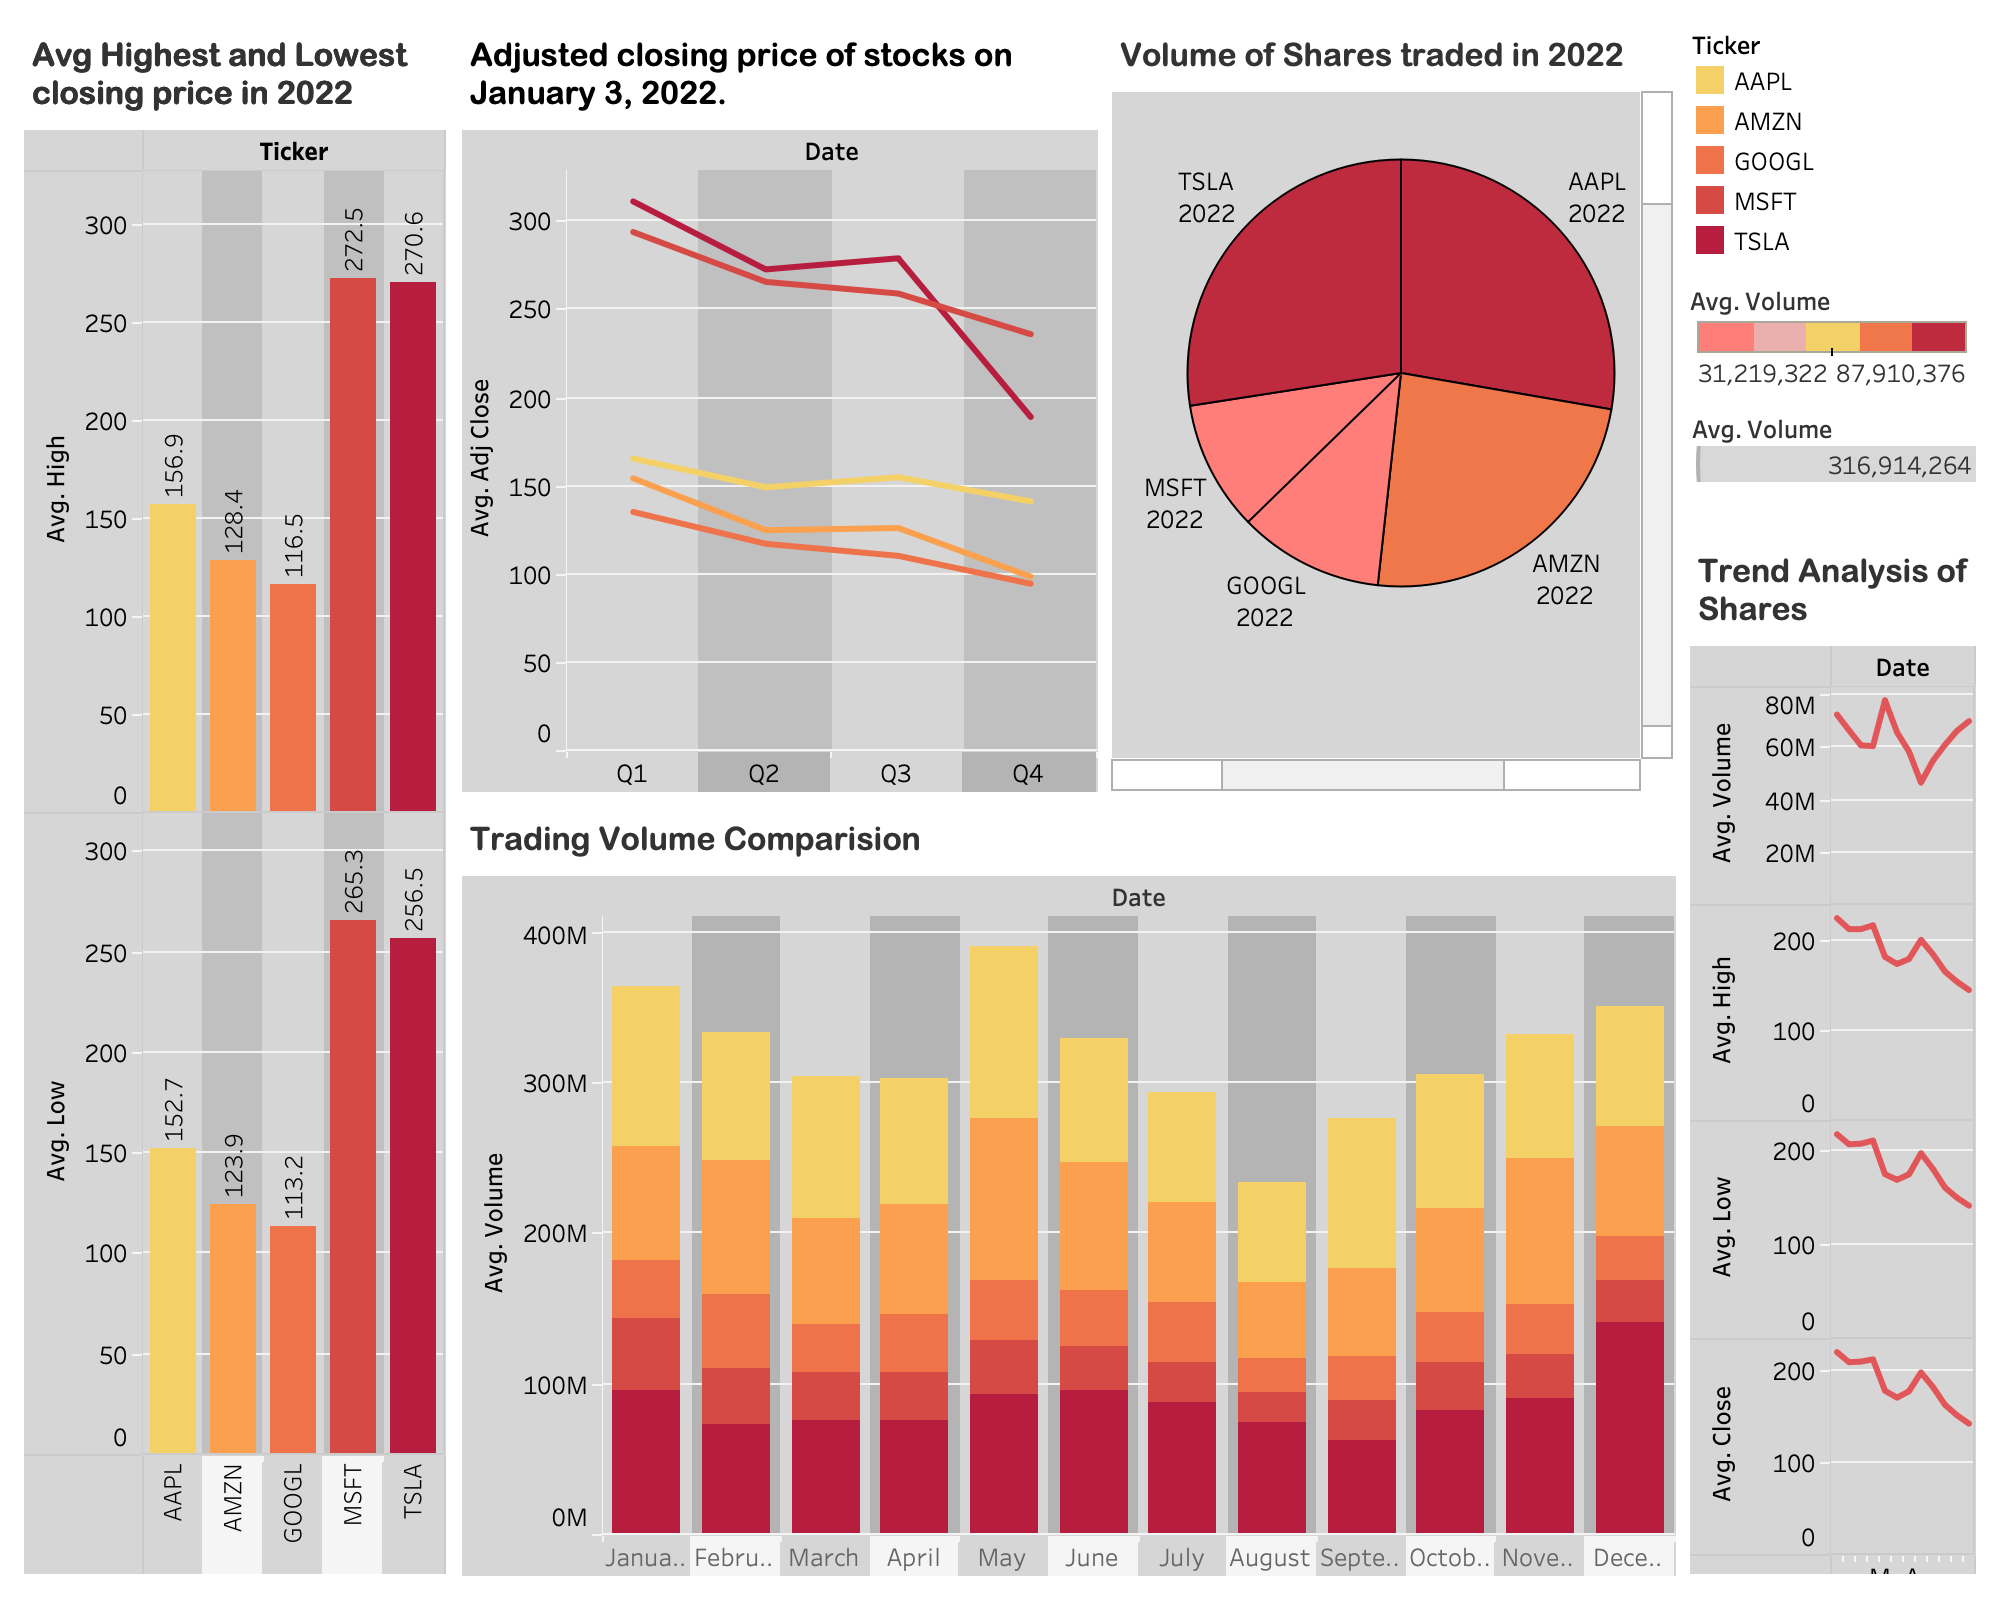 Avg Highest and Lowest
closing price in 2022
Ticker
Avg. High
300
250
200
150
100
50
0
156.9
128.4
116.5
272.5
270.6
Avg. Low
300
250
200
150
100
50
0
152.7
123.9
113.2
265.3
256.5
AAPL
AMZN
GOOGL
MSFT
TSLA
Adjusted closing price of stocks on
January 3, 2022.
Date
Avg. Adj Close
300
250
200
150
100
50
0
Q1
Q2
Q3
Q4
Volume of Shares traded in 2022
TSLA
2022
AAPL
2022
MSFT
2022
GOOGL
2022
AMZN
2022
Ticker
AAPL
AMZN
GOOGL
MSFT
TSLA
Avg. Volume
31,219,322 87,910,376
Avg. Volume
316,914,264
Trading Volume Comparision
Date
Avg. Volume
400M
300M
200M
100M
0M
Janua..
Febru..
March
April
May
June
July
August
Septe..
Octob..
Nove..
Dece..
Trend Analysis of
Shares
Date
Avg. Volume
80M
60M
40M
20M
Avg. High
200
100
0
Avg. Low
200
100
0
Avg. Close
200
100
0